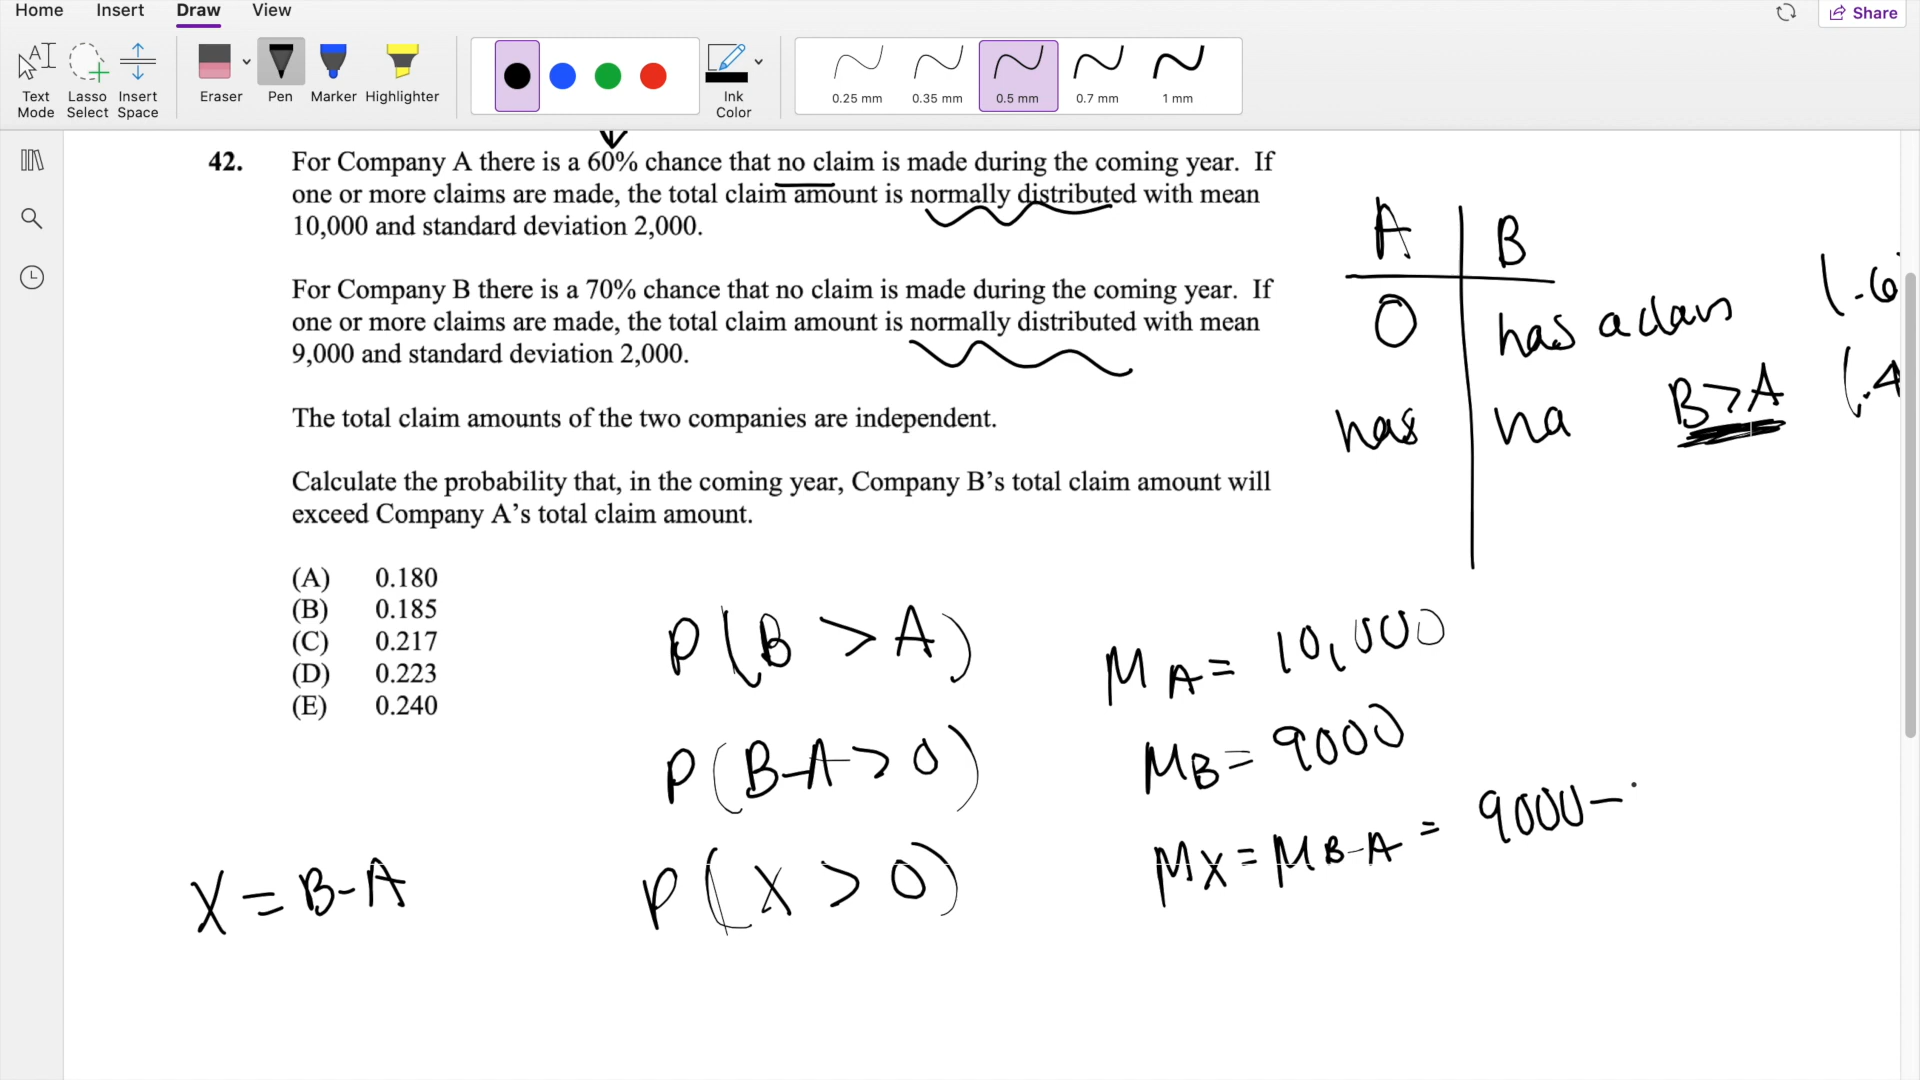 Home Insert Draw View
Share
Text Mode
Lasso Select
Insert Space
Eraser
Pen
Marker
Highlighter
Ink Color
0.25 mm
0.35 mm
0.5 mm
0.7 mm
1 mm
42. For Company A there is a 60% chance that no claim is made during the coming year. If
one or more claims are made, the total claim amount is normally distributed with mean
10,000 and standard deviation 2,000.
For Company B there is a 70% chance that no claim is made during the coming year. If
one or more claims are made, the total claim amount is normally distributed with mean
9,000 and standard deviation 2,000.
The total claim amounts of the two companies are independent.
Calculate the probability that, in the coming year, Company B's total claim amount will
exceed Company A's total claim amount.
(A) 0.180
(B) 0.185
(C) 0.217
(D) 0.223
(E) 0.240
A B
0 has a (.6
has ha B>A (.4
P(B > A)
P(B-A>0)
P(X > 0)
X = B-A
MA = 10,000
MB = 9000
MX = MB-A = 9000-